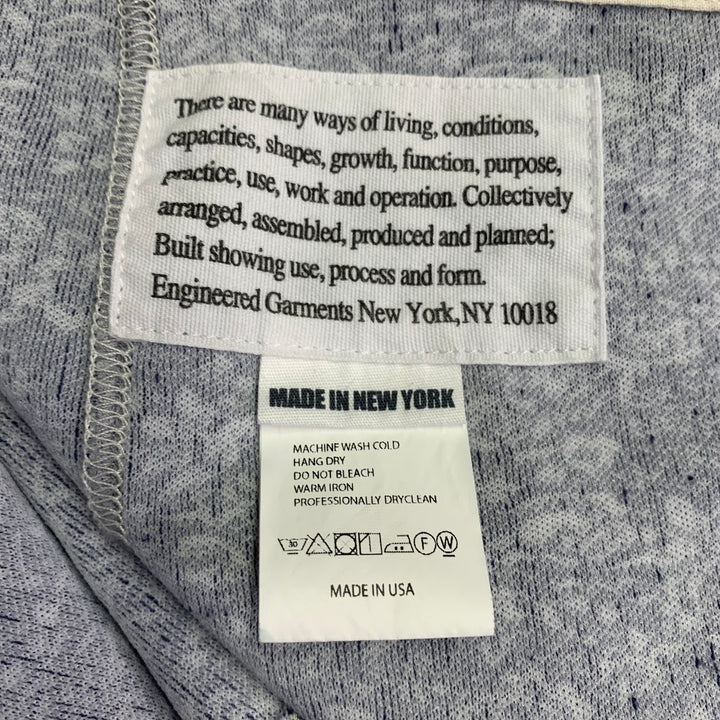 There are many ways of living, conditions,
capacities, shapes, growth, function, purpose,
practice, use, work and operation. Collectively
arranged, assembled, produced and planned;
Built showing use, process and form.
Engineered Garments New York, NY 10018
MADE IN NEW YORK
MACHINE WASH COLD
HANG DRY
DO NOT BLEACH
WARM IRON
PROFESSIONALLY DRYCLEAN
30 F W
MADE IN USA